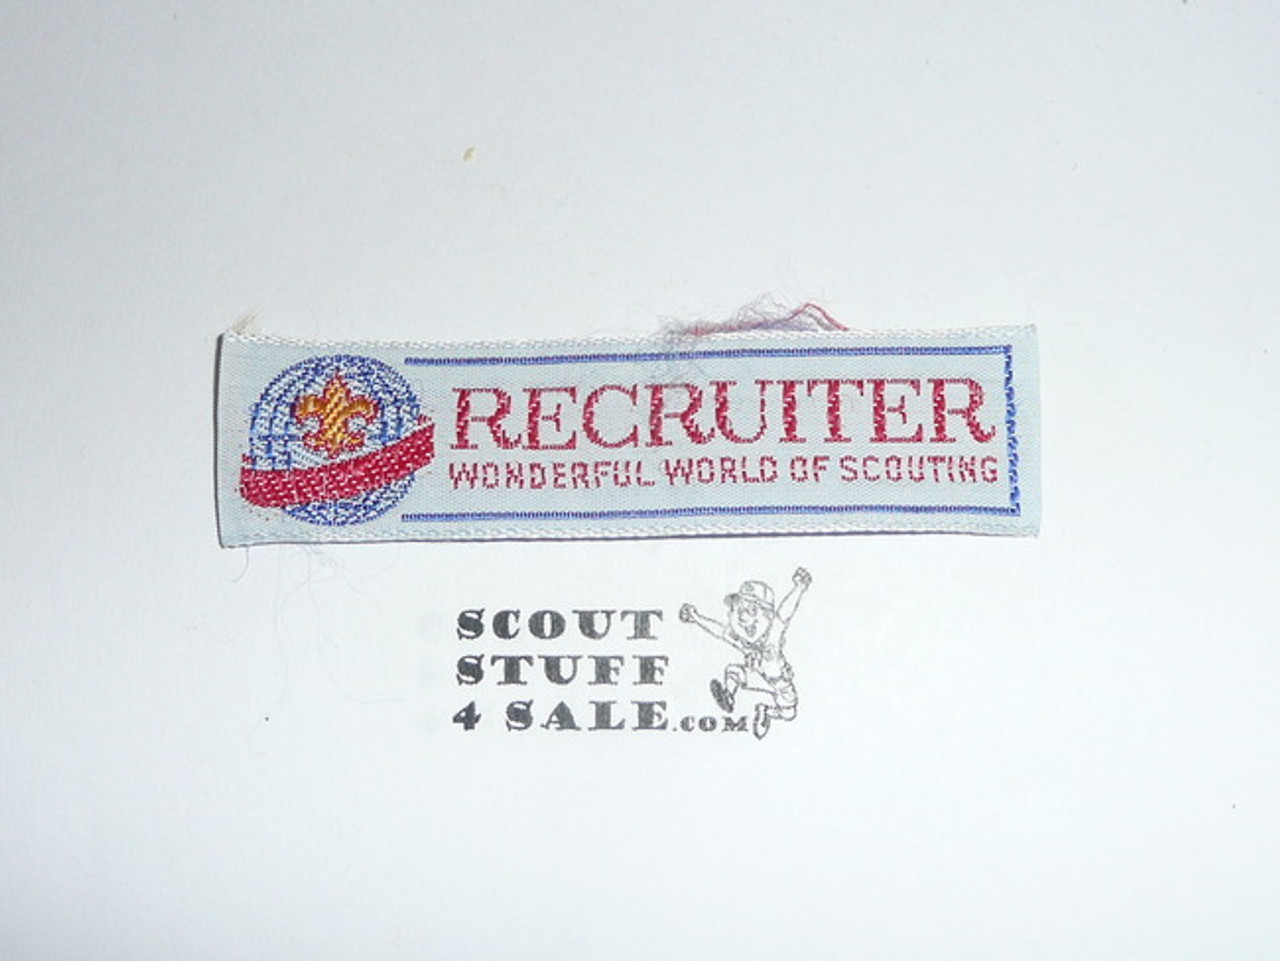 RECRUITER
WONDERFUL WORLD OF SCOUTING
SCOUT
STUFF
4 SALE.COM